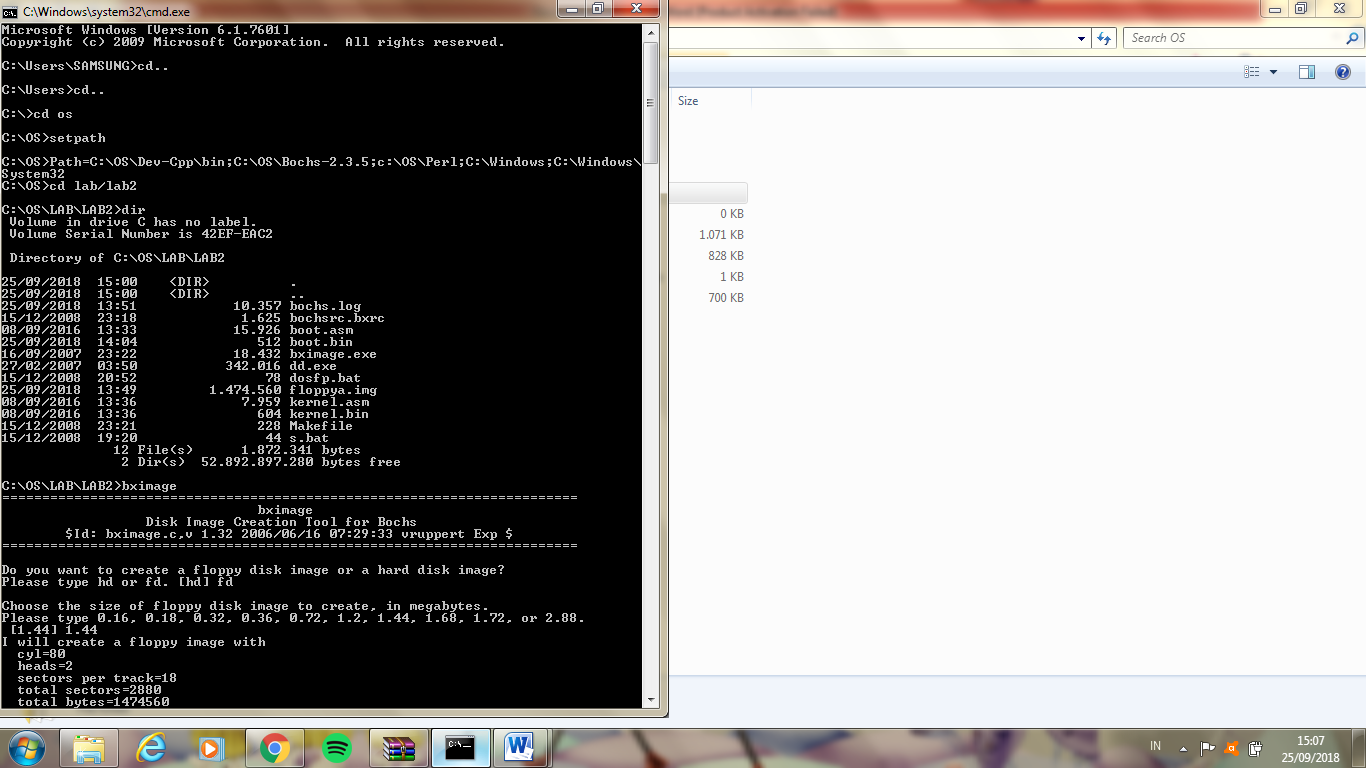 C:\Windows\system32\cmd.exe
Microsoft Windows [Version 6.1.7601]
Copyright (c) 2009 Microsoft Corporation.  All rights reserved.
C:\Users\SAMSUNG>cd..
C:\Users>cd..
C:\>cd os
C:\OS>setpath
C:\OS>Path=C:\OS\Dev-Cpp\bin;C:\OS\Bochs-2.3.5;c:\OS\Perl;C:\Windows;C:\Windows\
System32
C:\OS>cd lab/lab2
C:\OS\LAB\LAB2>dir
Volume in drive C has no label.
Volume Serial Number is 42EF-EAC2
Directory of C:\OS\LAB\LAB2
25/09/2018  15:00    <DIR>          .
25/09/2018  15:00    <DIR>          ..
25/09/2018  13:51            10.357 bochs.log
15/12/2008  23:18             1.625 bochsrc.bxrc
08/09/2016  13:33            15.926 boot.asm
25/09/2018  14:04               512 boot.bin
16/09/2007  23:22            18.432 bximage.exe
27/02/2007  03:50           342.016 dd.exe
15/12/2008  20:52                78 dosfp.bat
25/09/2018  13:49         1.474.560 floppya.img
08/09/2016  13:36             7.959 kernel.asm
08/09/2016  13:36               604 kernel.bin
15/12/2008  23:21               228 Makefile
15/12/2008  19:20                44 s.bat
12 File(s)      1.872.341 bytes
2 Dir(s)  52.892.897.280 bytes free
C:\OS\LAB\LAB2>bximage
========================================================================
bximage
Disk Image Creation Tool for Bochs
$Id: bximage.c,v 1.32 2006/06/16 07:29:33 vruppert Exp $
========================================================================
Do you want to create a floppy disk image or a hard disk image?
Please type hd or fd. [hd] fd
Choose the size of floppy disk image to create, in megabytes.
Please type 0.16, 0.18, 0.32, 0.36, 0.72, 1.2, 1.44, 1.68, 1.72, or 2.88.
[1.44] 1.44
I will create a floppy image with
cyl=80
heads=2
sectors per track=18
total sectors=2880
total bytes=1474560
Search OS
Size
0 KB
1.071 KB
828 KB
1 KB
700 KB
IN
15:07
25/09/2018